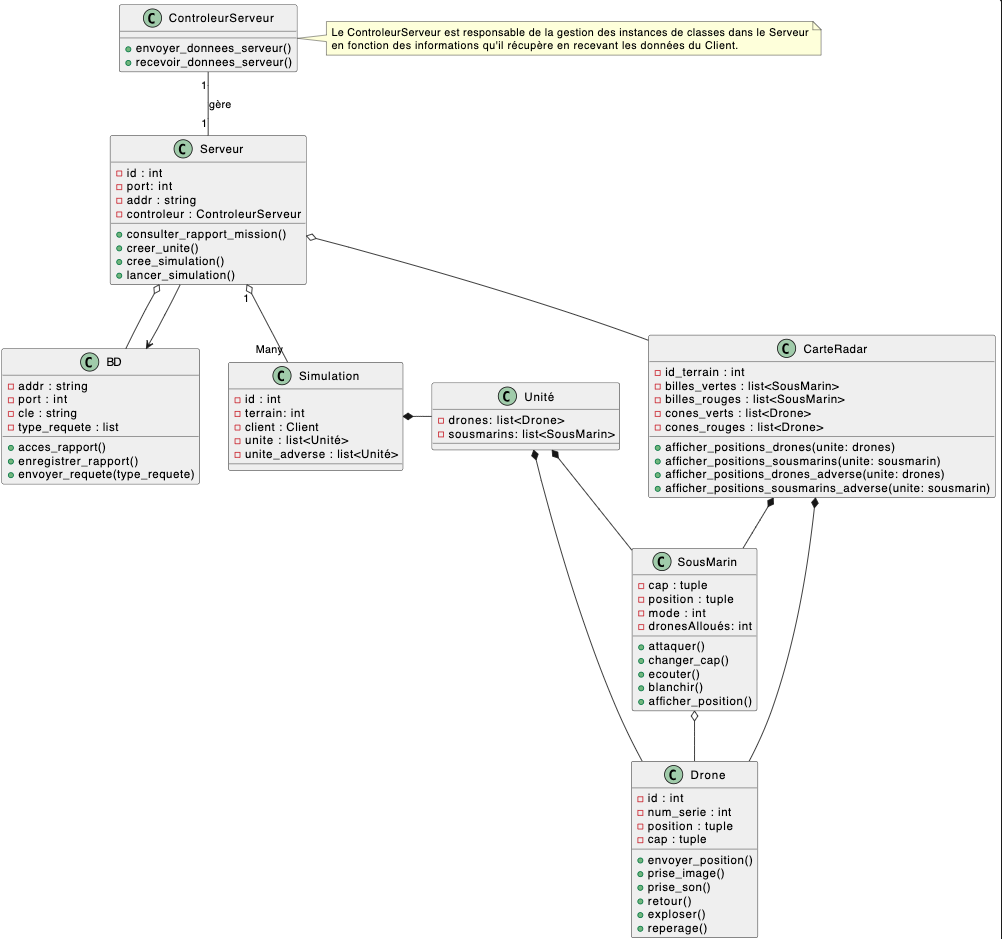 C ControleurServeur
envoyer_donnees_serveur()
recevoir_donnees_serveur()
Le ControleurServeur est responsable de la gestion des instances de classes dans le Serveur
en fonction des informations qu'il récupère en recevant les données du Client.
1
gère
1
C Serveur
id : int
port: int
addr : string
controleur : ControleurServeur
consulter_rapport_mission()
creer_unite()
cree_simulation()
lancer_simulation()
1
Many
C BD
addr : string
port : int
cle : string
type_requete : list
acces_rapport()
enregistrer_rapport()
envoyer_requete(type_requete)
C Simulation
id : int
terrain: int
client : Client
unite : list<Unité>
unite_adverse : list<Unité>
C Unité
drones: list<Drone>
sousmarins: list<SousMarin>
C CarteRadar
id_terrain : int
billes_vertes : list<SousMarin>
billes_rouges : list<SousMarin>
cones_verts : list<Drone>
cones_rouges : list<Drone>
afficher_positions_drones(unite: drones)
afficher_positions_sousmarins(unite: sousmarin)
afficher_positions_drones_adverse(unite: drones)
afficher_positions_sousmarins_adverse(unite: sousmarin)
C SousMarin
cap : tuple
position : tuple
mode : int
dronesAlloués: int
attaquer()
changer_cap()
ecouter()
blanchir()
afficher_position()
C Drone
id : int
num_serie : int
position : tuple
cap : tuple
envoyer_position()
prise_image()
prise_son()
retour()
exploser()
reperage()